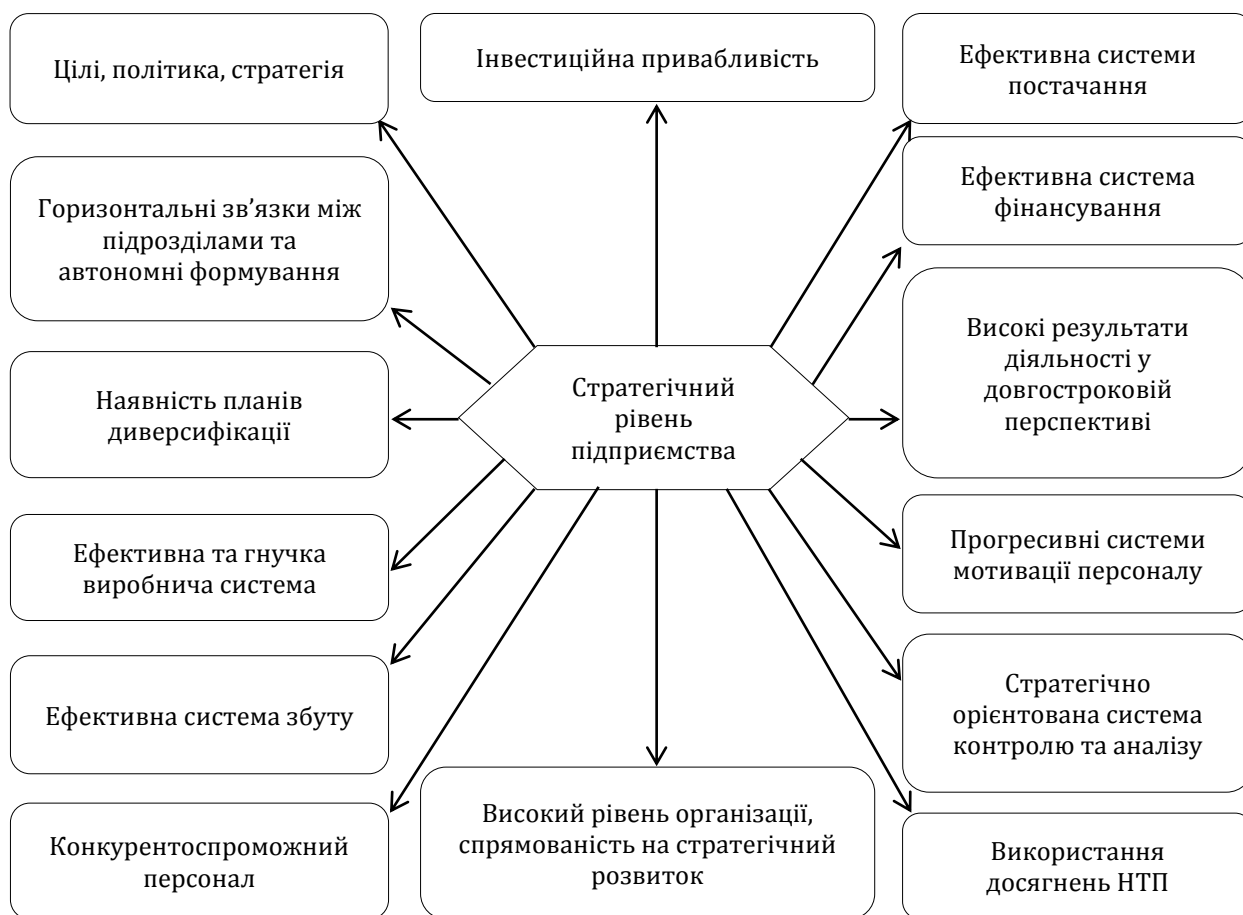 Цілі, політика, стратегія
Інвестиційна привабливість
Ефективна системи
постачання
Горизонтальні зв’язки між
підрозділами та
автономні формування
Ефективна система
фінансування
Наявність планів
диверсифікації
Стратегічний
рівень
підприємства
Високі результати
діяльності у
довгостроковій
перспективі
Ефективна та гнучка
виробнича система
Прогресивні системи
мотивації персоналу
Ефективна система збуту
Стратегічно
орієнтована система
контролю та аналізу
Конкурентоспроможний
персонал
Високий рівень організації,
спрямованість на стратегічний
розвиток
Використання
досягнень НТП